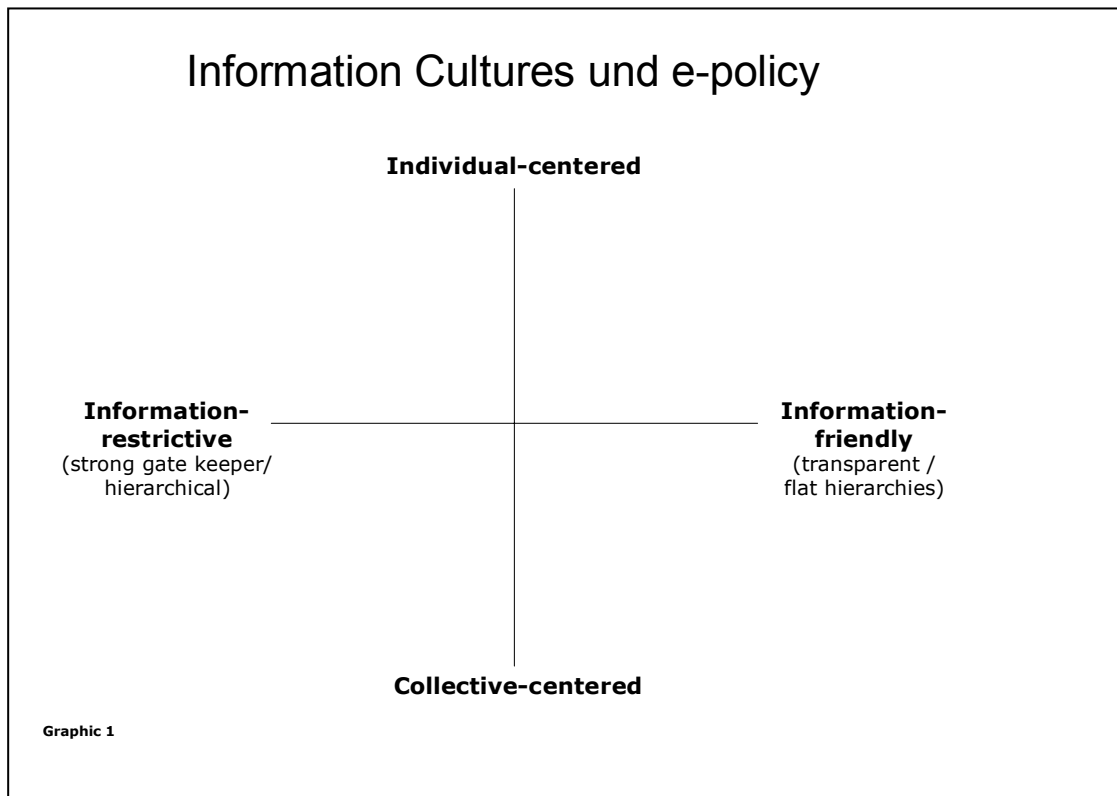 Information Cultures und e-policy
Individual-centered
Information-
restrictive
(strong gate keeper/
hierarchical)
Information-
friendly
(transparent /
flat hierarchies)
Collective-centered
Graphic 1